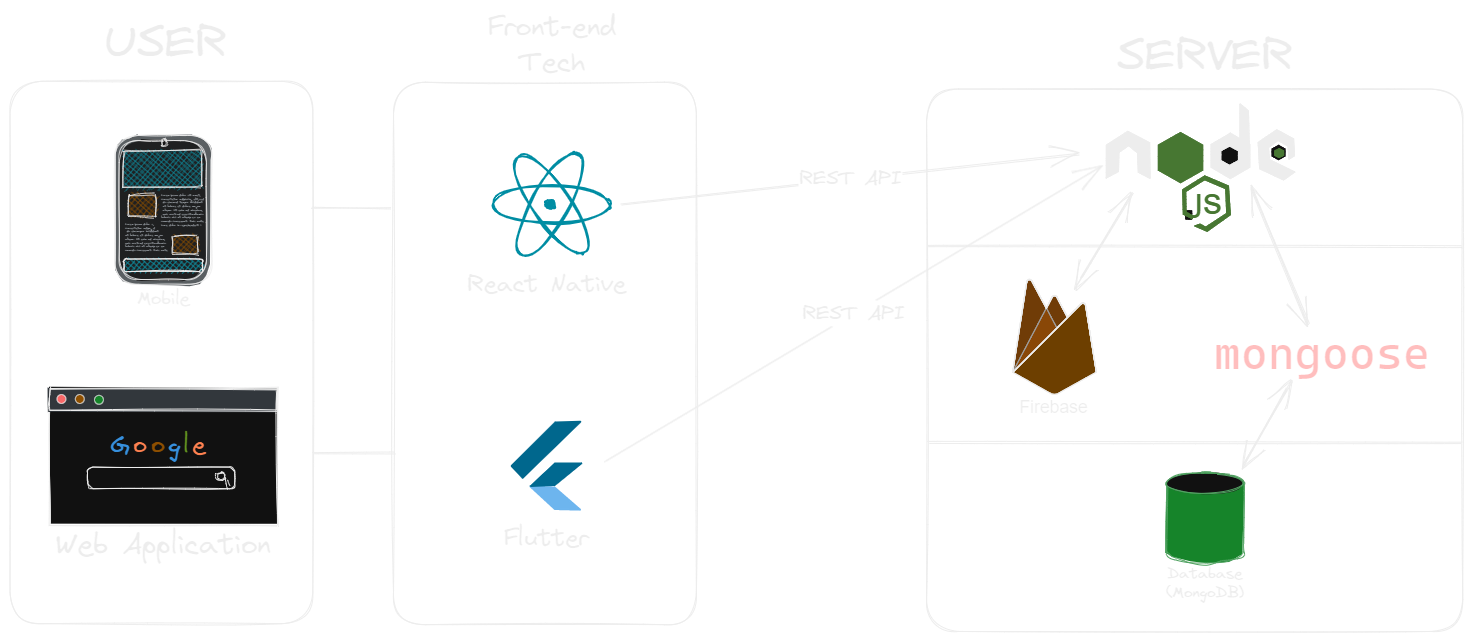 USER
Front-end
Tech
SERVER
Mobile
Google
Web Application
React Native
Flutter
REST API
REST API
node
JS
Firebase
mongoose
Database
(MongoDB)